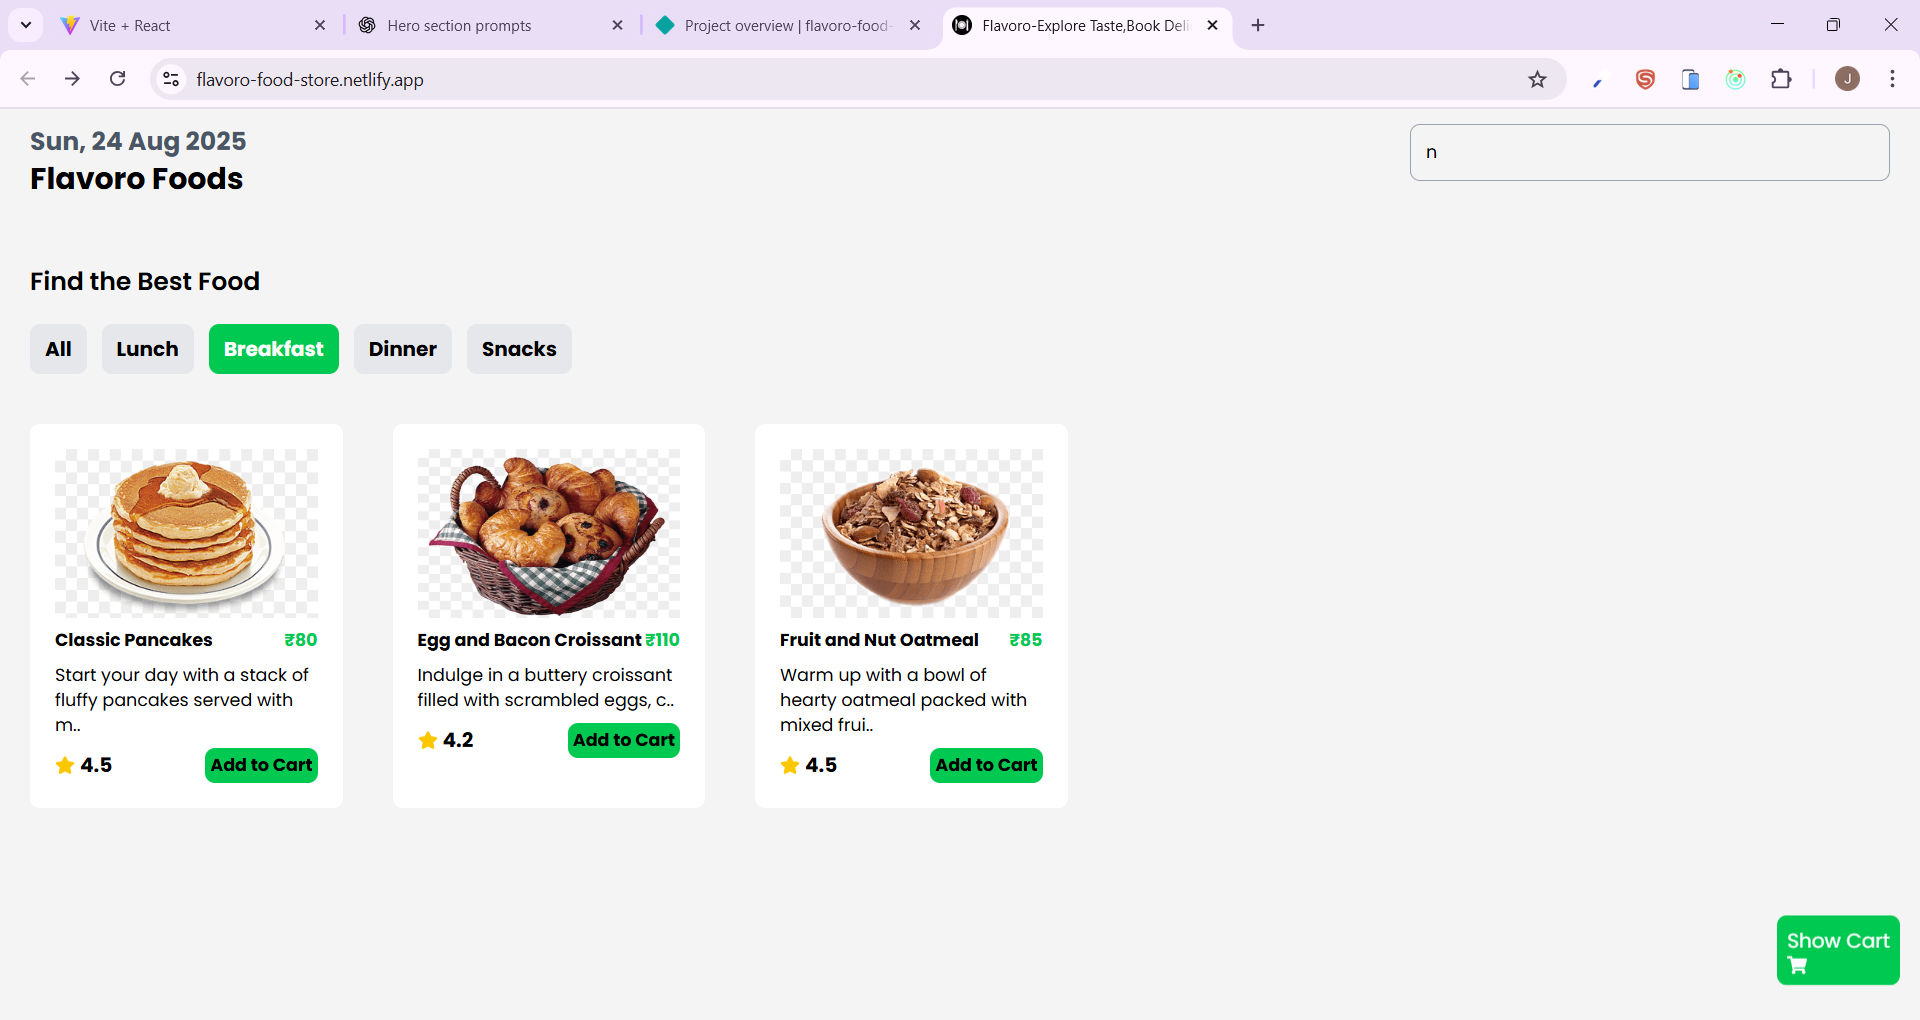 Vite + React
Hero section prompts
Project overview | flavoro-food-
Flavoro-Explore Taste,Book Deli
flavoro-food-store.netlify.app
J
Sun, 24 Aug 2025
n
Flavoro Foods
Find the Best Food
All
Lunch
Breakfast
Dinner
Snacks
Classic Pancakes ₹80
Start your day with a stack of
fluffy pancakes served with
m..
4.5
Add to Cart
Egg and Bacon Croissant ₹110
Indulge in a buttery croissant
filled with scrambled eggs, c..
4.2
Add to Cart
Fruit and Nut Oatmeal ₹85
Warm up with a bowl of
hearty oatmeal packed with
mixed frui..
4.5
Add to Cart
Show Cart